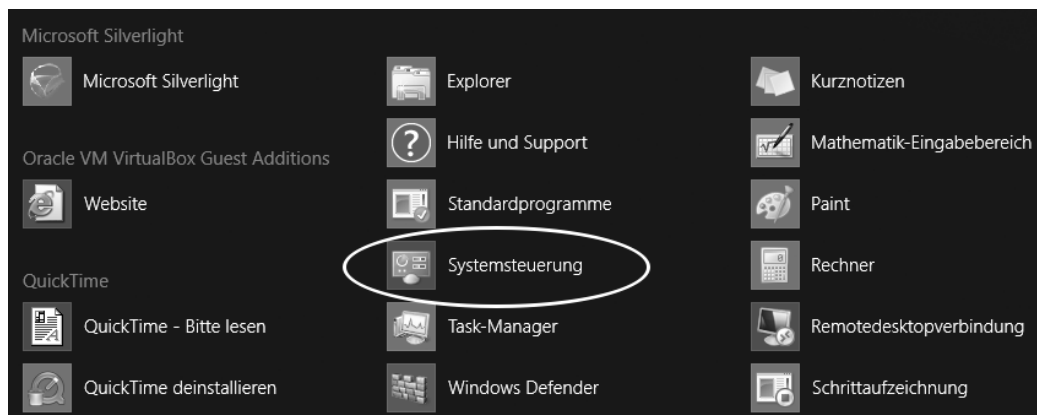 Microsoft Silverlight
Microsoft Silverlight
Oracle VM VirtualBox Guest Additions
Website
QuickTime
QuickTime - Bitte lesen
QuickTime deinstallieren
Explorer
Hilfe und Support
Standardprogramme
Systemsteuerung
Task-Manager
Windows Defender
Kurznotizen
Mathematik-Eingabebereich
Paint
Rechner
Remotedesktopverbindung
Schrittaufzeichnung